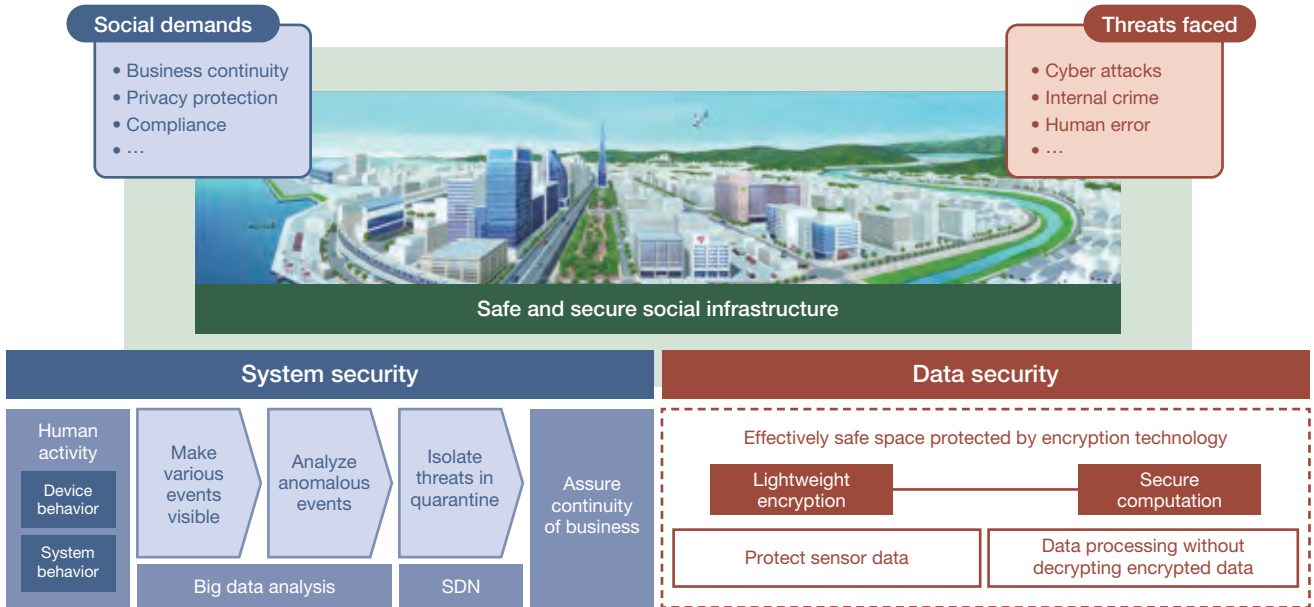 Social demands
• Business continuity
• Privacy protection
• Compliance
• …
Threats faced
• Cyber attacks
• Internal crime
• Human error
• …
Safe and secure social infrastructure
System security
Human
activity
Device
behavior
System
behavior
Make
various
events
visible
Analyze
anomalous
events
Big data analysis
Isolate
threats in
quarantine
SDN
Assure
continuity
of business
Data security
Effectively safe space protected by encryption technology
Lightweight
encryption
Secure
computation
Protect sensor data
Data processing without
decrypting encrypted data